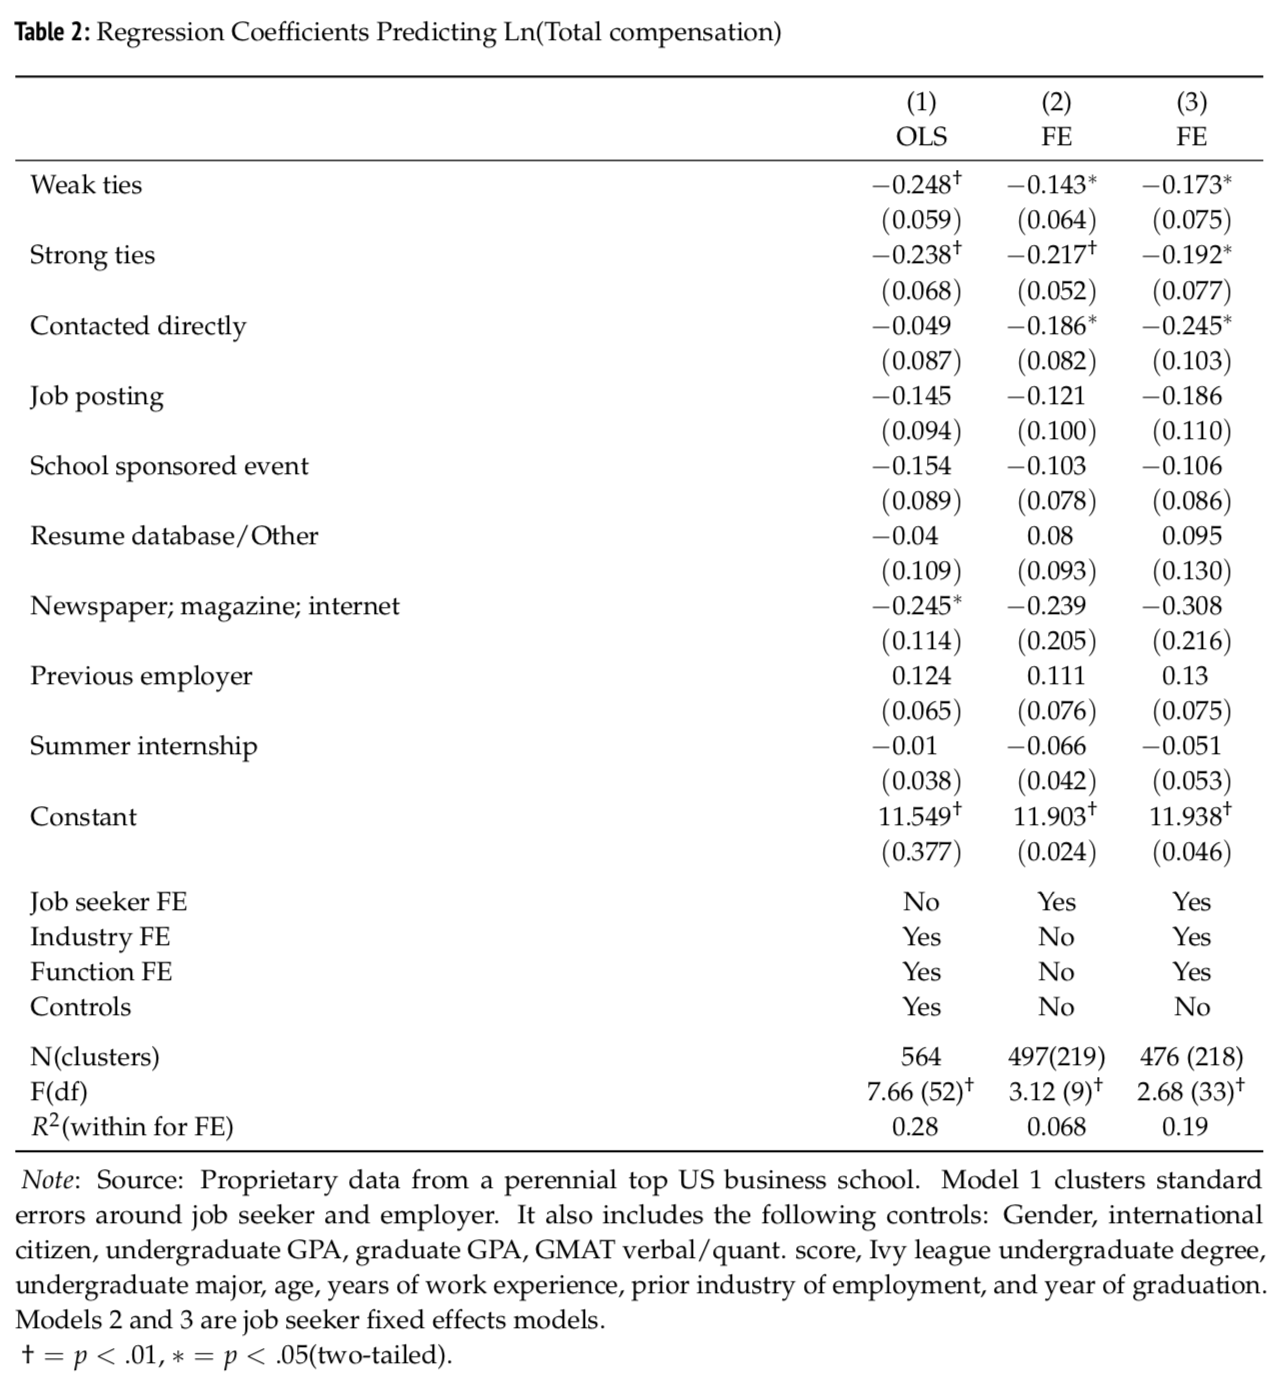 Table 2: Regression Coefficients Predicting Ln(Total compensation)
(1) (2) (3)
OLS FE FE
Weak ties −0.248† −0.143* −0.173*
(0.059) (0.064) (0.075)
Strong ties −0.238† −0.217† −0.192*
(0.068) (0.052) (0.077)
Contacted directly −0.049 −0.186* −0.245*
(0.087) (0.082) (0.103)
Job posting −0.145 −0.121 −0.186
(0.094) (0.100) (0.110)
School sponsored event −0.154 −0.103 −0.106
(0.089) (0.078) (0.086)
Resume database/Other −0.04 0.08 0.095
(0.109) (0.093) (0.130)
Newspaper; magazine; internet −0.245* −0.239 −0.308
(0.114) (0.205) (0.216)
Previous employer 0.124 0.111 0.13
(0.065) (0.076) (0.075)
Summer internship −0.01 −0.066 −0.051
(0.038) (0.042) (0.053)
Constant 11.549† 11.903† 11.938†
(0.377) (0.024) (0.046)
Job seeker FE No Yes Yes
Industry FE Yes No Yes
Function FE Yes No Yes
Controls Yes No No
N(clusters) 564 497(219) 476 (218)
F(df) 7.66 (52)† 3.12 (9)† 2.68 (33)†
R²(within for FE) 0.28 0.068 0.19
Note: Source: Proprietary data from a perennial top US business school. Model 1 clusters standard
errors around job seeker and employer. It also includes the following controls: Gender, international
citizen, undergraduate GPA, graduate GPA, GMAT verbal/quant. score, Ivy league undergraduate degree,
undergraduate major, age, years of work experience, prior industry of employment, and year of graduation.
Models 2 and 3 are job seeker fixed effects models.
† = p < .01, * = p < .05(two-tailed).